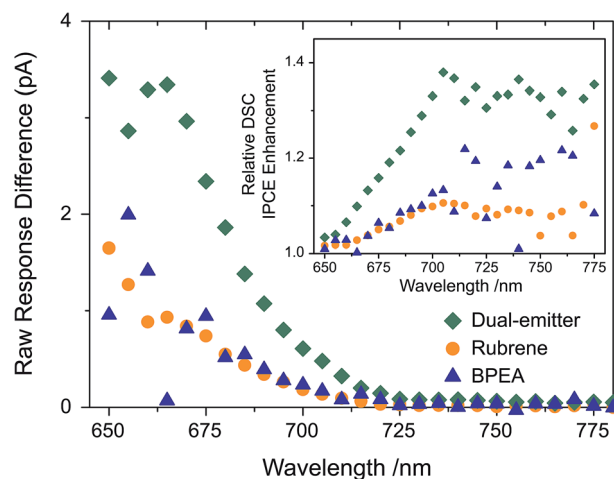 4
2
0
Raw Response Difference (pA)
650 675 700 725 750 775
Wavelength /nm
1.4
1.2
1.0
Relative DSC
IPCE Enhancement
650 675 700 725 750 775
Wavelength /nm
Dual-emitter
Rubrene
BPEA